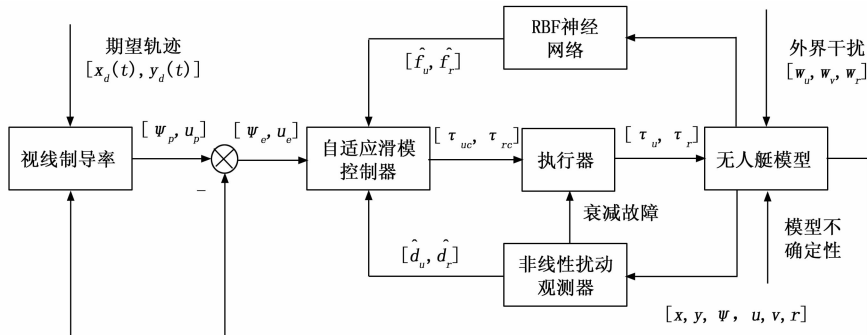 期望轨迹
[x_d(t), y_d(t)]
RBF神经
网络
外界干扰
[w_u, w_v, w_r]
[f̂_u, f̂_r]
[Ψ_p, u_p]
[Ψ_e, u_e]
[τ_uc, τ_rc]
[τ_u, τ_r]
视线制导率
−
自适应滑模
控制器
执行器
无人艇模型
衰减故障
模型不
确定性
[d̂_u, d̂_r]
非线性扰动
观测器
[x, y, Ψ, u, v, r]